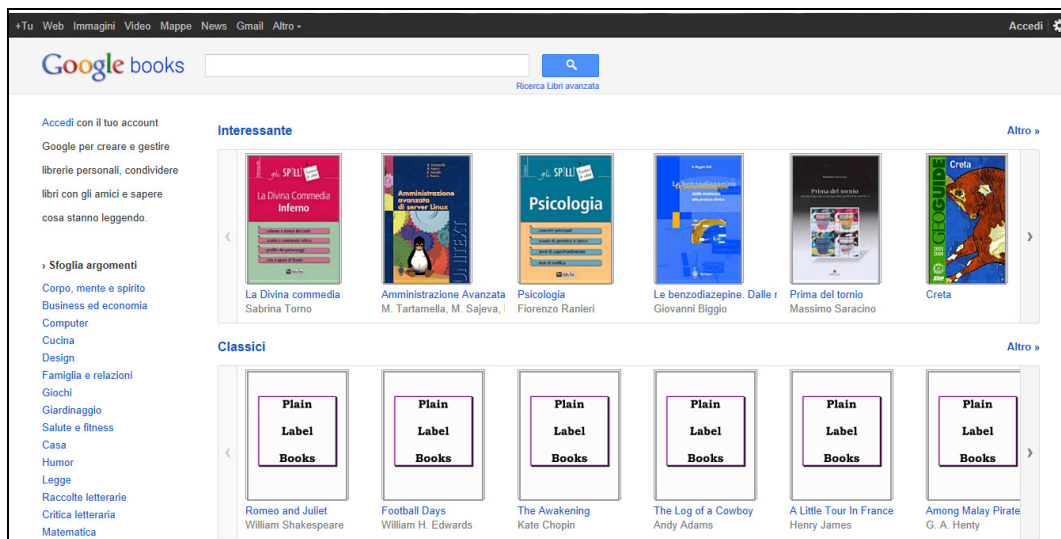 +Tu Web Immagini Video Mappe News Gmail Altro Accedi
Google books
Ricerca Libri avanzata
Accedi con il tuo account
Google per creare e gestire
librerie personali, condividere
libri con gli amici e sapere
cosa stanno leggendo.
› Sfoglia argomenti
Corpo, mente e spirito
Business ed economia
Computer
Cucina
Design
Famiglia e relazioni
Giochi
Giardinaggio
Salute e fitness
Casa
Humor
Legge
Raccolte letterarie
Critica letteraria
Matematica
Interessante Altro »
gli SPILLI
La Divina Commedia
Inferno
Amministrazione
avanzata
di server Linux
UNITEXT
gli SPILLI
Psicologia
Le benzodiazepine
Springer
Prima del tornio
Creta
GEOGUIDE
La Divina commedia
Sabrina Torno
Amministrazione Avanzata
M. Tartamella, M. Sajeva,
Psicologia
Fiorenzo Ranieri
Le benzodiazepine. Dalle
Giovanni Biggio
Prima del tornio
Massimo Saracino
Creta
Classici Altro »
Plain
Label
Books
Plain
Label
Books
Plain
Label
Books
Plain
Label
Books
Plain
Label
Books
Plain
Label
Books
Romeo and Juliet
William Shakespeare
Football Days
William H. Edwards
The Awakening
Kate Chopin
The Log of a Cowboy
Andy Adams
A Little Tour In France
Henry James
Among Malay Pirate
G. A. Henty